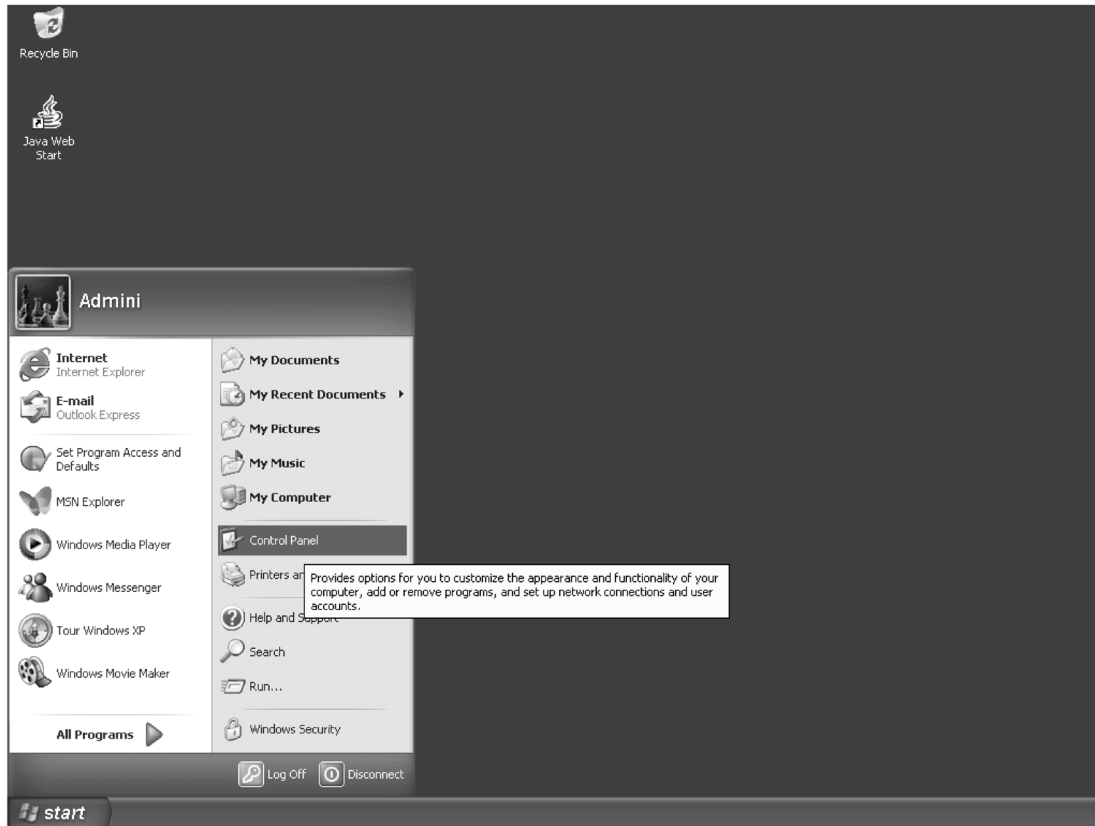 Recycle Bin
Java Web
Start
Admini
Internet
Internet Explorer
E-mail
Outlook Express
Set Program Access and
Defaults
MSN Explorer
Windows Media Player
Windows Messenger
Tour Windows XP
Windows Movie Maker
All Programs
My Documents
My Recent Documents
My Pictures
My Music
My Computer
Control Panel
Printers an
Provides options for you to customize the appearance and functionality of your
computer, add or remove programs, and set up network connections and user
accounts.
Help and Support
Search
Run...
Windows Security
Log Off
Disconnect
start